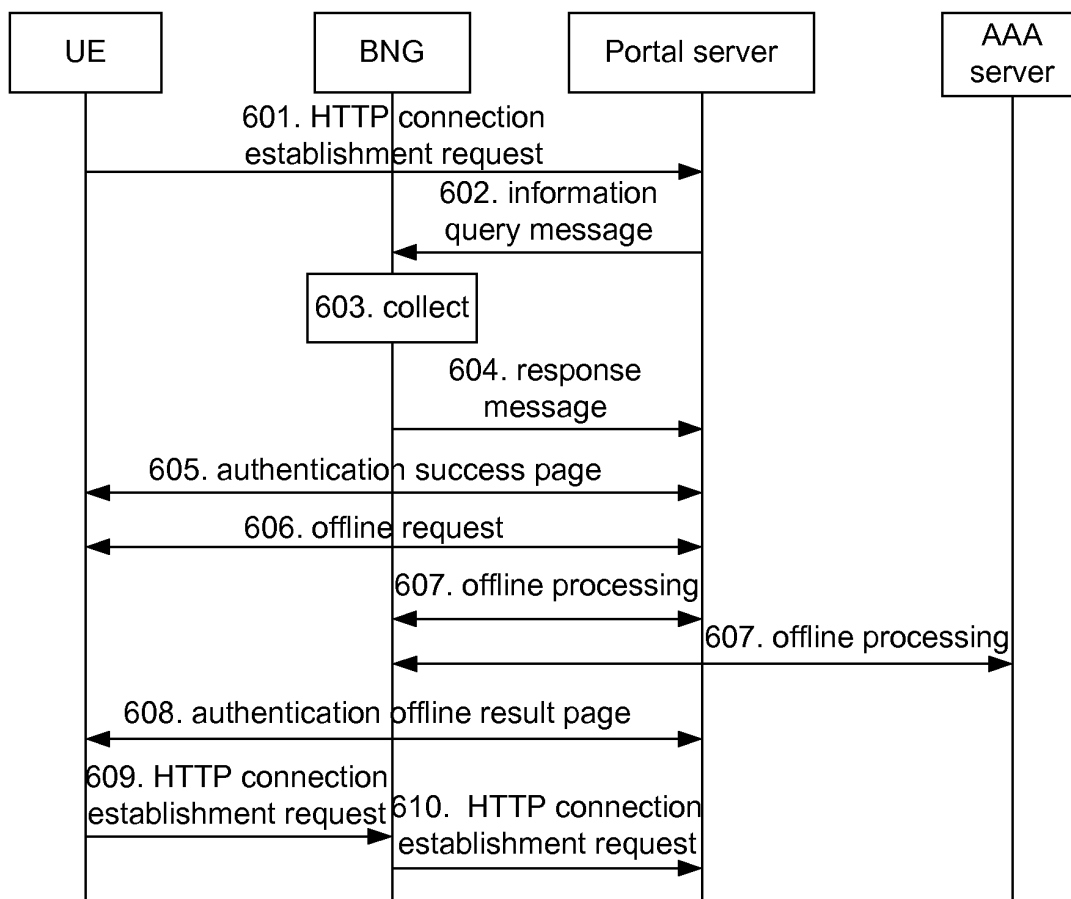 UE
BNG
Portal server
AAA
server
601. HTTP connection
establishment request
602. information
query message
603. collect
604. response
message
605. authentication success page
606. offline request
607. offline processing
607. offline processing
608. authentication offline result page
609. HTTP connection
establishment request
610. HTTP connection
establishment request